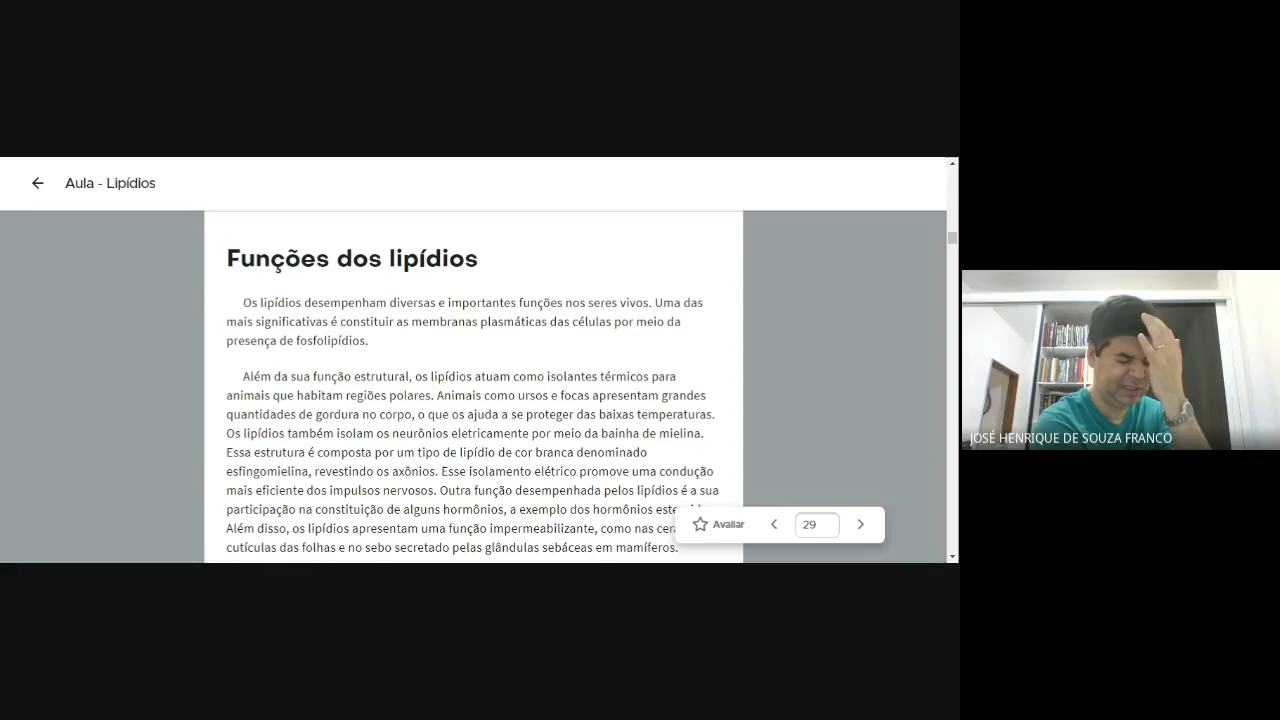 Aula - Lipídios
Funções dos lipídios
Os lipídios desempenham diversas e importantes funções nos seres vivos. Uma das
mais significativas é constituir as membranas plasmáticas das células por meio da
presença de fosfolipídios.
Além da sua função estrutural, os lipídios atuam como isolantes térmicos para
animais que habitam regiões polares. Animais como ursos e focas apresentam grandes
quantidades de gordura no corpo, o que os ajuda a se proteger das baixas temperaturas.
Os lipídios também isolam os neurônios eletricamente por meio da bainha de mielina.
Essa estrutura é composta por um tipo de lipídio de cor branca denominado
esfingomielina, revestindo os axônios. Esse isolamento elétrico promove uma condução
mais eficiente dos impulsos nervosos. Outra função desempenhada pelos lipídios é a sua
participação na constituição de alguns hormônios, a exemplo dos hormônios
Além disso, os lipídios apresentam uma função impermeabilizante, como nas
cutículas das folhas e no sebo secretado pelas glândulas sebáceas em mamíferos.
Avaliar
29
JOSÉ HENRIQUE DE SOUZA FRANCO